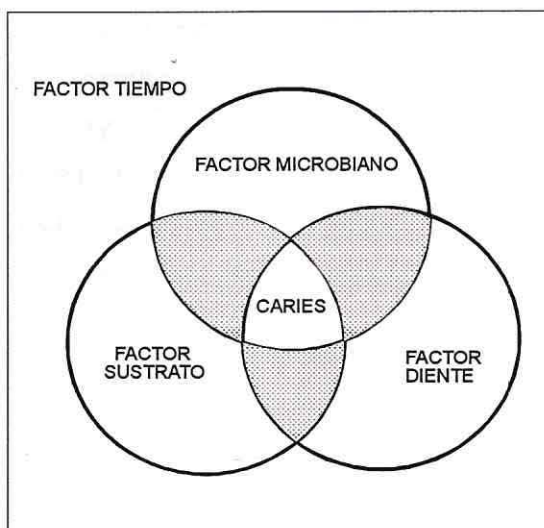 FACTOR TIEMPO
FACTOR MICROBIANO
CARIES
FACTOR
SUSTRATO
FACTOR
DIENTE